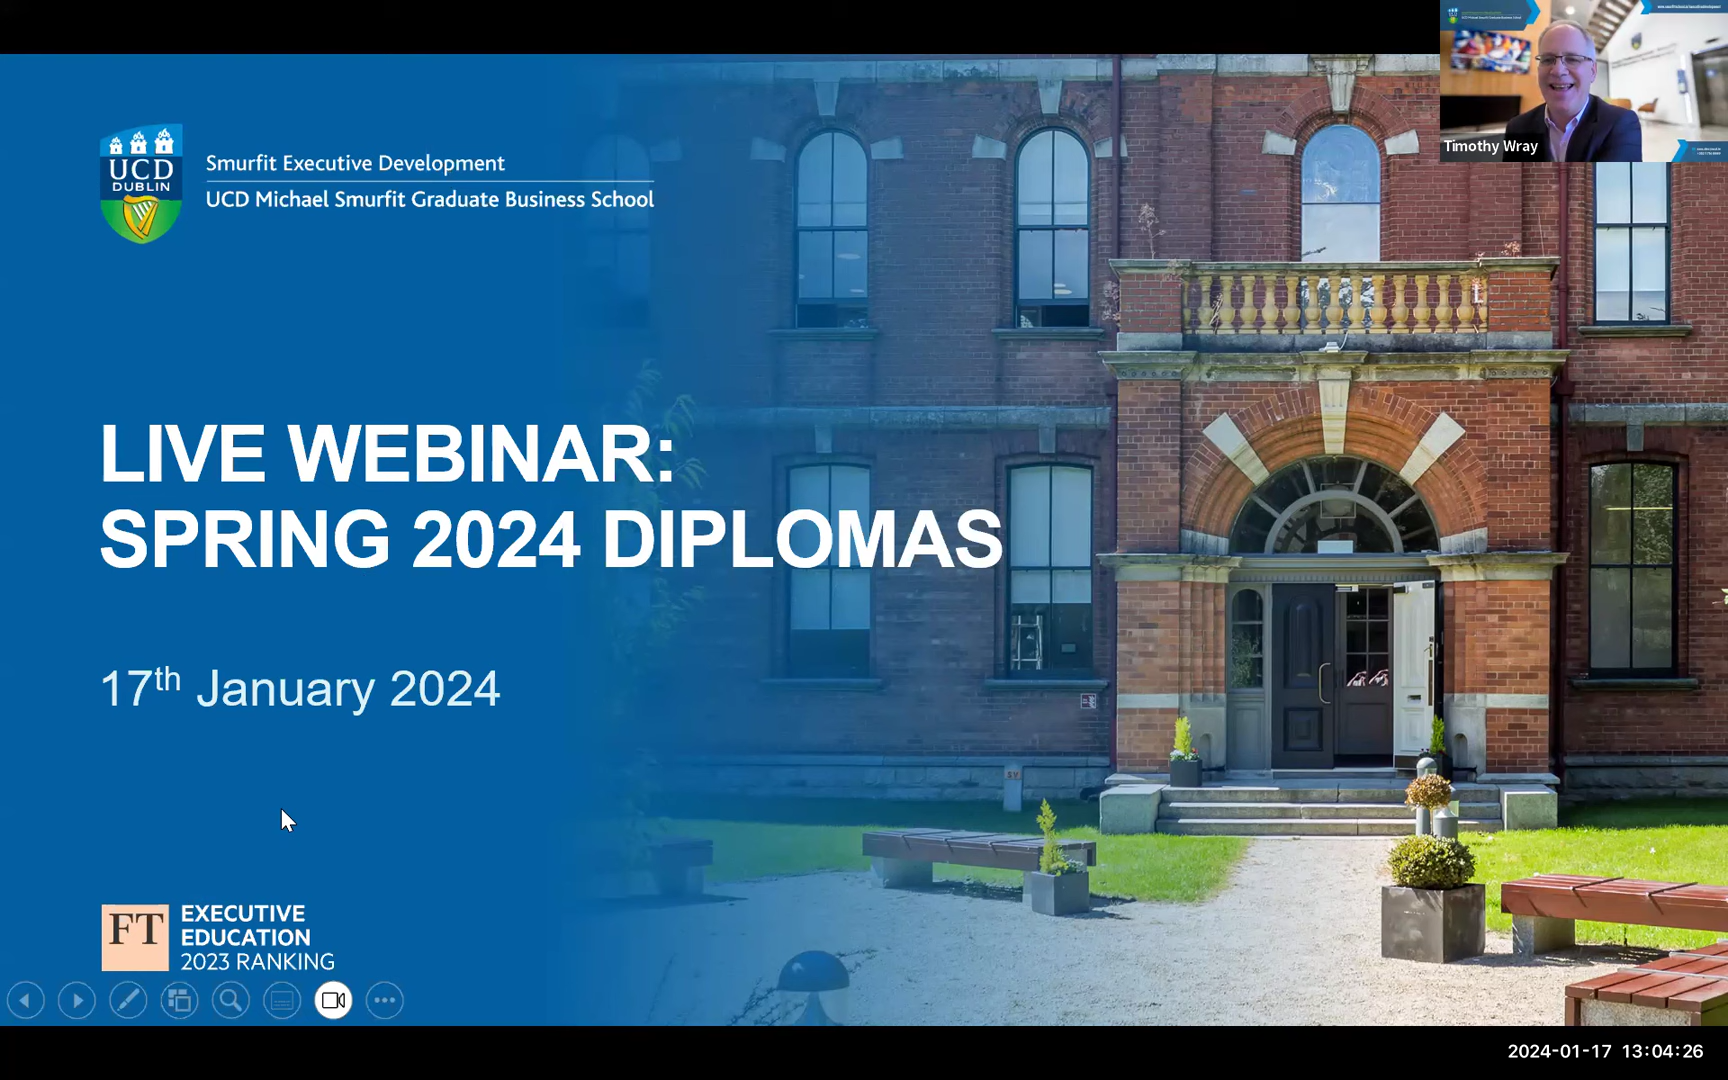 UCD
DUBLIN
Smurfit Executive Development
UCD Michael Smurfit Graduate Business School
Timothy Wray
LIVE WEBINAR:
SPRING 2024 DIPLOMAS
17th January 2024
FT
EXECUTIVE
EDUCATION
2023 RANKING
2024-01-17 13:04:26